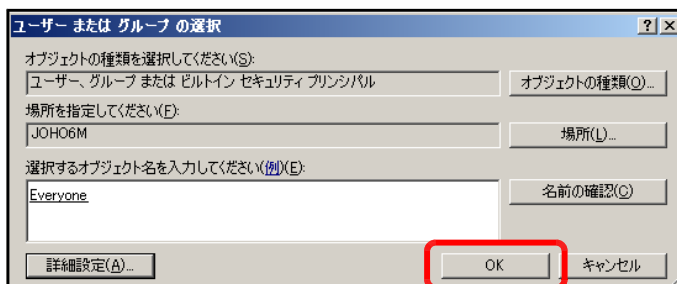 ユーザー または グループ の選択
オブジェクトの種類を選択してください(S):
ユーザー、グループ または ビルトイン セキュリティ プリンシパル
オブジェクトの種類(O)...
場所を指定してください(F):
JOHO6M
場所(L)...
選択するオブジェクト名を入力してください(例)(E):
Everyone
名前の確認(C)
詳細設定(A)...
OK
キャンセル